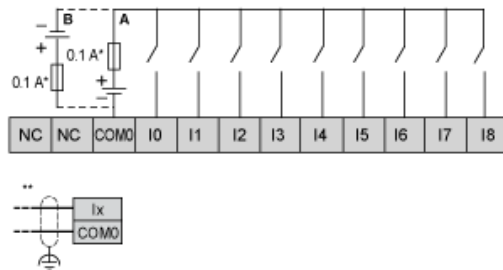 B A
0.1 A*
0.1 A*
NC NC COM0 I0 I1 I2 I3 I4 I5 I6 I7 I8
**
Ix
COM0